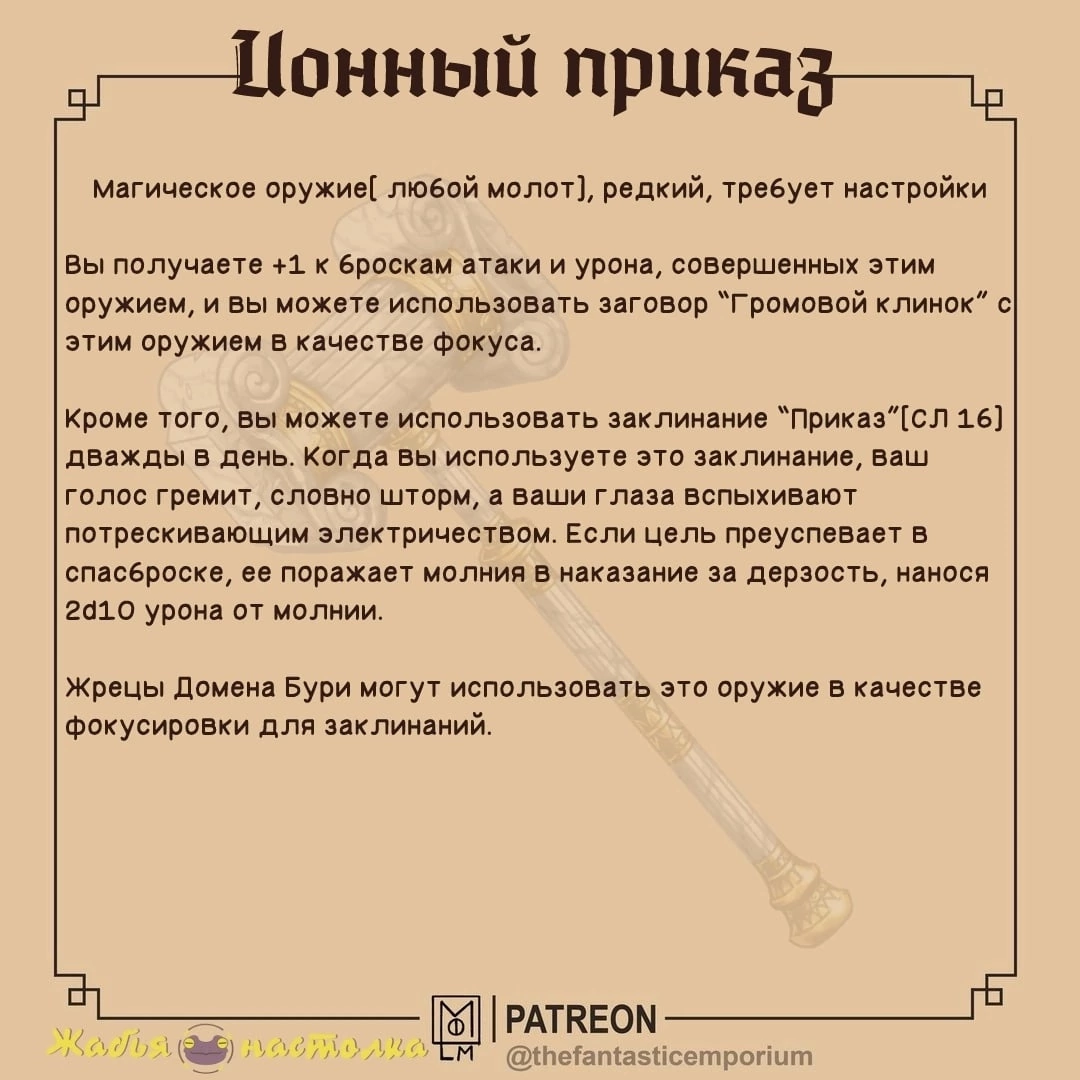 Ионный приказ
Магическое оружие[ любой молот], редкий, требует настройки
Вы получаете +1 к броскам атаки и урона, совершенных этим
оружием, и вы можете использовать заговор “Громовой клинок” с
этим оружием в качестве фокуса.
Кроме того, вы можете использовать заклинание “Приказ”[СЛ 16]
дважды в день. Когда вы используете это заклинание, ваш
голос гремит, словно шторм, а ваши глаза вспыхивают
потрескивающим электричеством. Если цель преуспевает в
спасброске, ее поражает молния в наказание за дерзость, нанося
2d10 урона от молнии.
Жрецы Домена Бури могут использовать это оружие в качестве
фокусировки для заклинаний.
PATREON
@thefantasticemporium
Жабья настолка